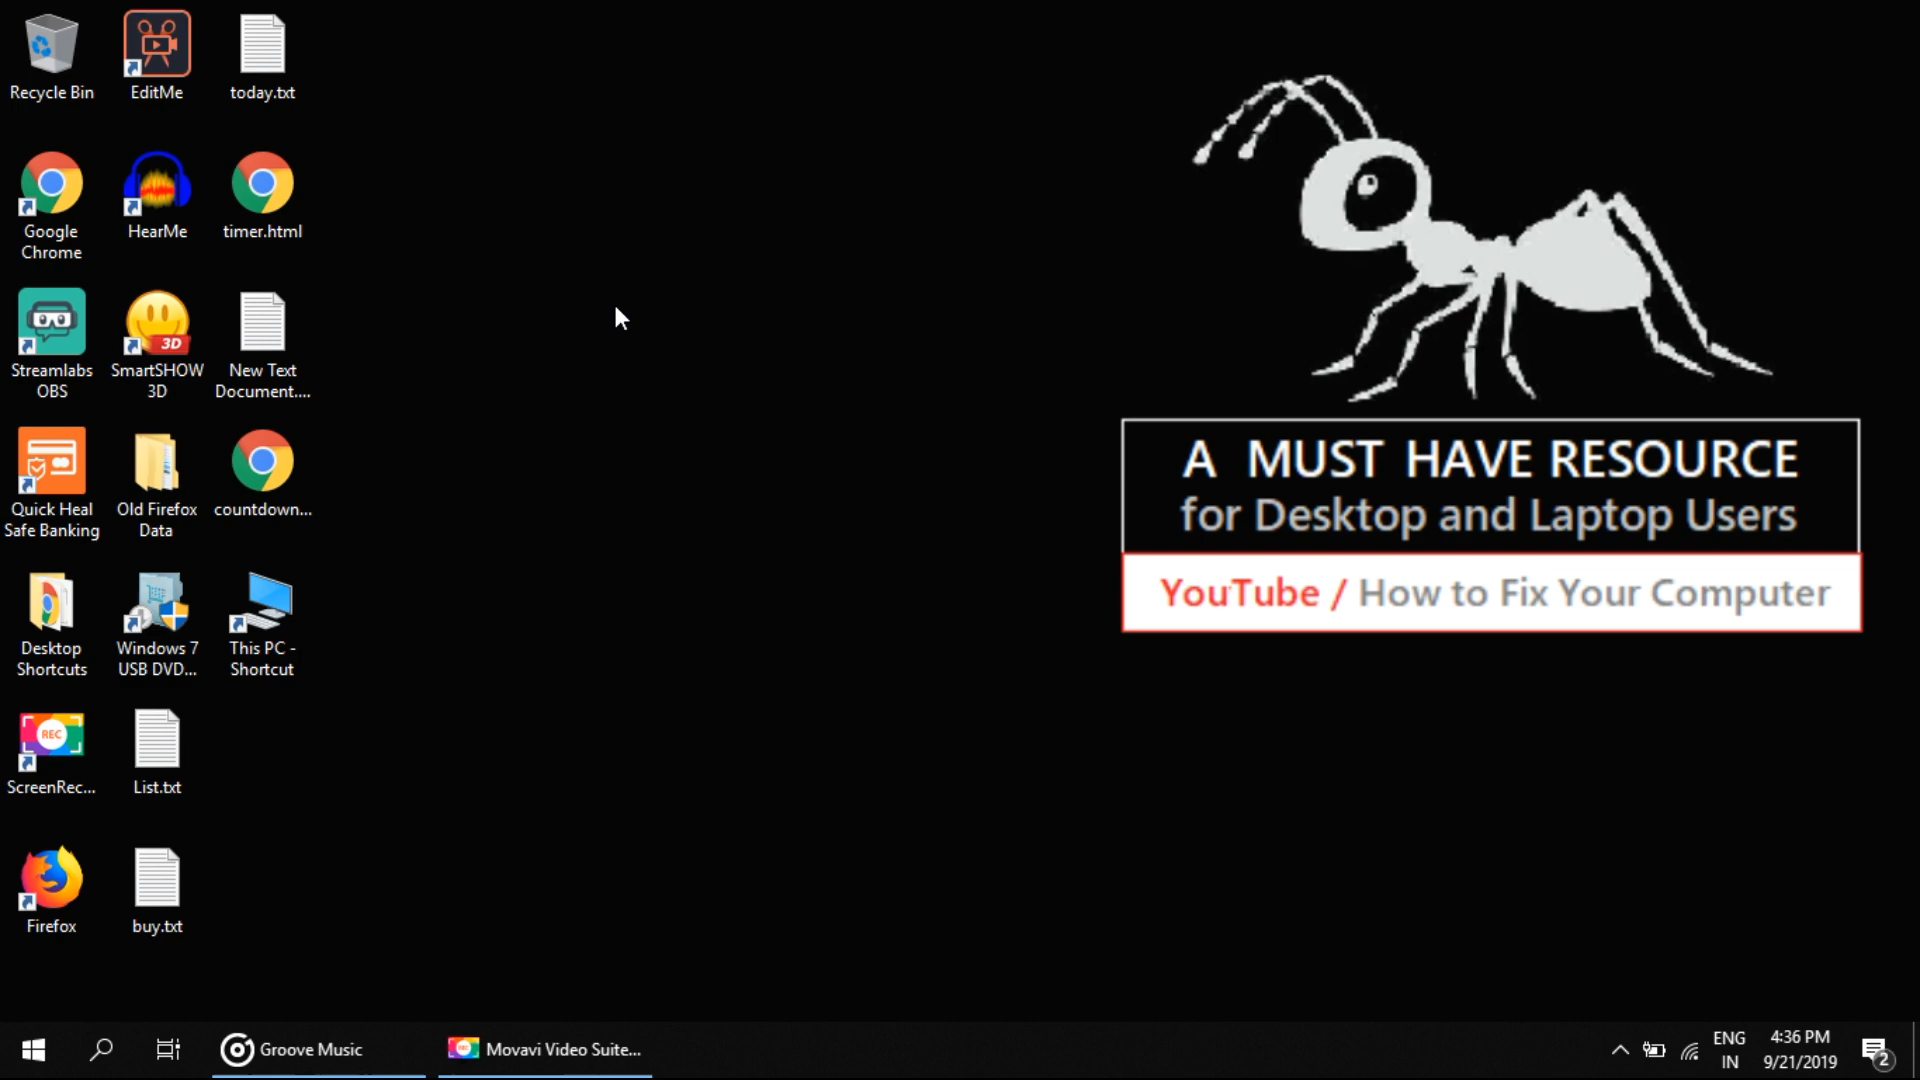 Recycle Bin
EditMe
today.txt
Google
Chrome
HearMe
timer.html
Streamlabs
OBS
SmartSHOW
3D
3D
New Text
Document....
Quick Heal
Safe Banking
Old Firefox
Data
countdown...
Desktop
Shortcuts
Windows 7
USB DVD...
This PC -
Shortcut
REC
ScreenRec...
List.txt
Firefox
buy.txt
A MUST HAVE RESOURCE
for Desktop and Laptop Users
YouTube / How to Fix Your Computer
Groove Music
Movavi Video Suite...
ENG
IN
4:36 PM
9/21/2019
2